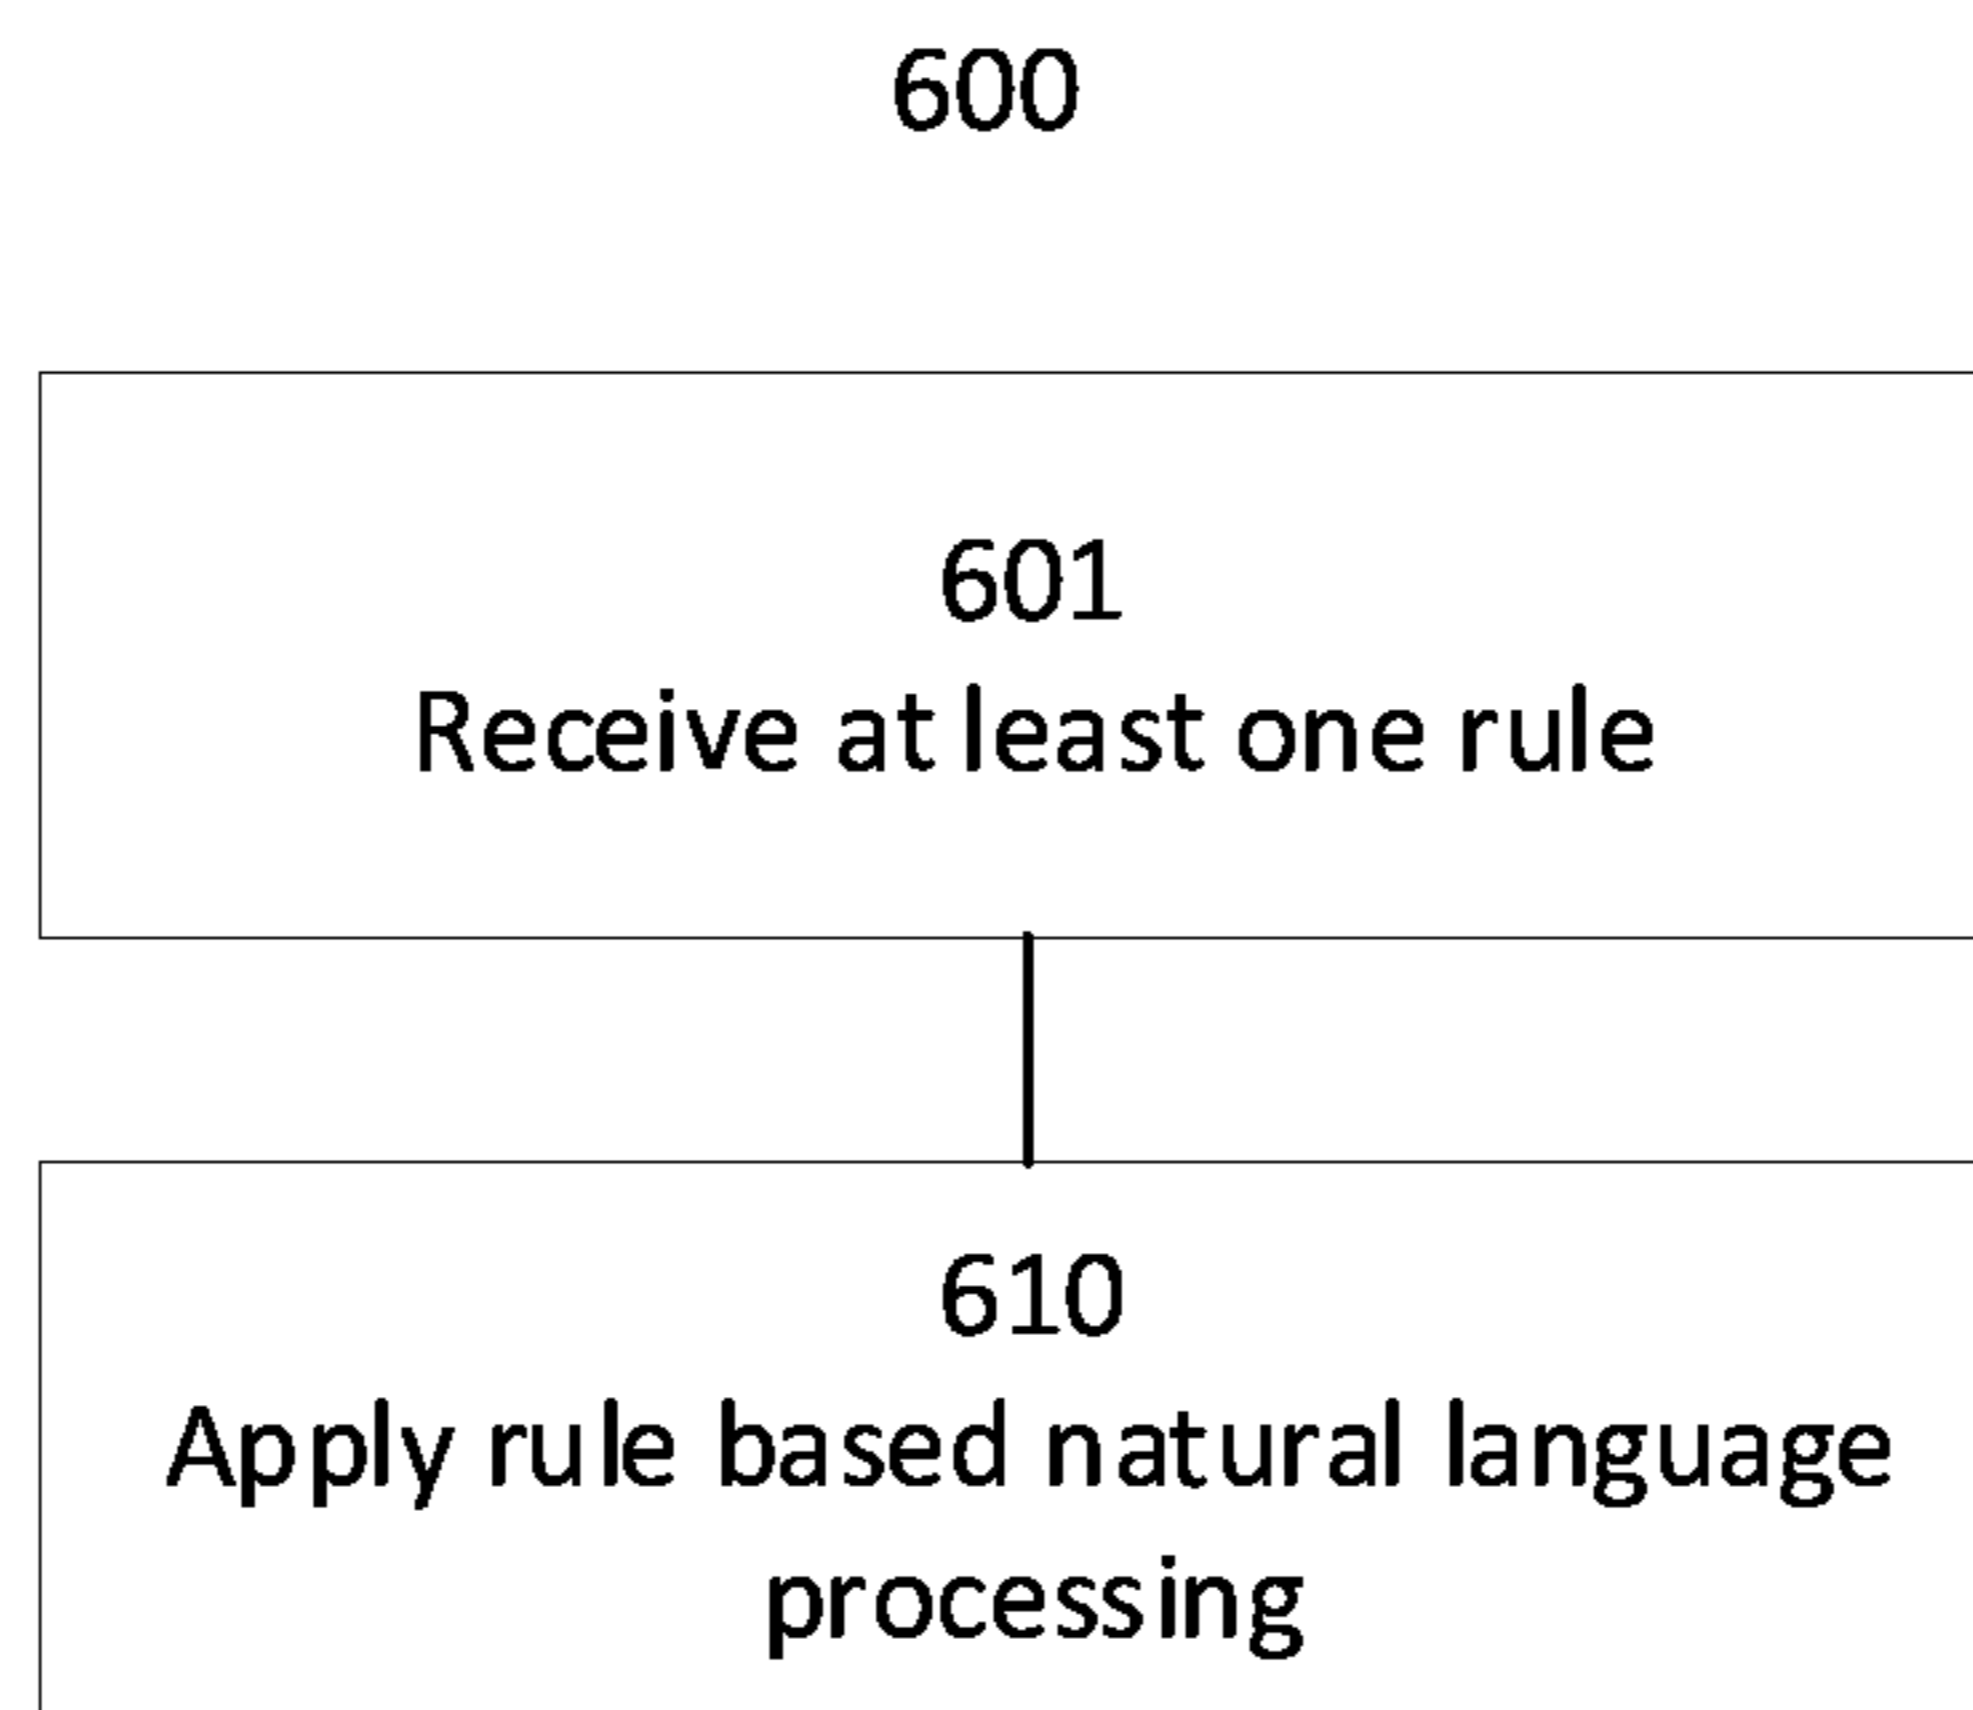 600
601
Receive at least one rule
610
Apply rule based natural language
processing